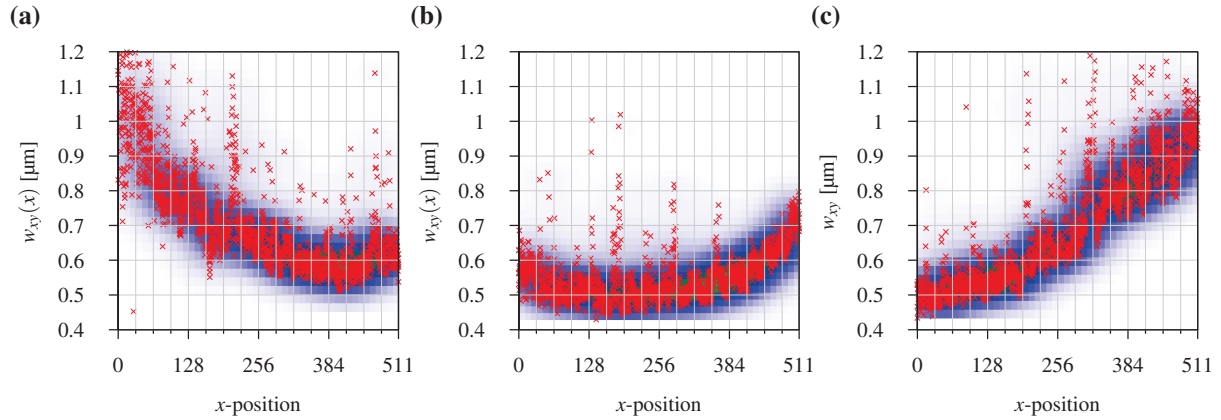 (a) (b) (c)
1.2 1.2 1.2
1.1 1.1 1.1
1 1 1
0.9 0.9 0.9
0.8 0.8 0.8
0.7 0.7 0.7
0.6 0.6 0.6
0.5 0.5 0.5
0.4 0.4 0.4
w_xy(x) [µm] w_xy(x) [µm] w_xy [µm]
0 128 256 384 511 0 128 256 384 511 0 128 256 384 511
x-position x-position x-position